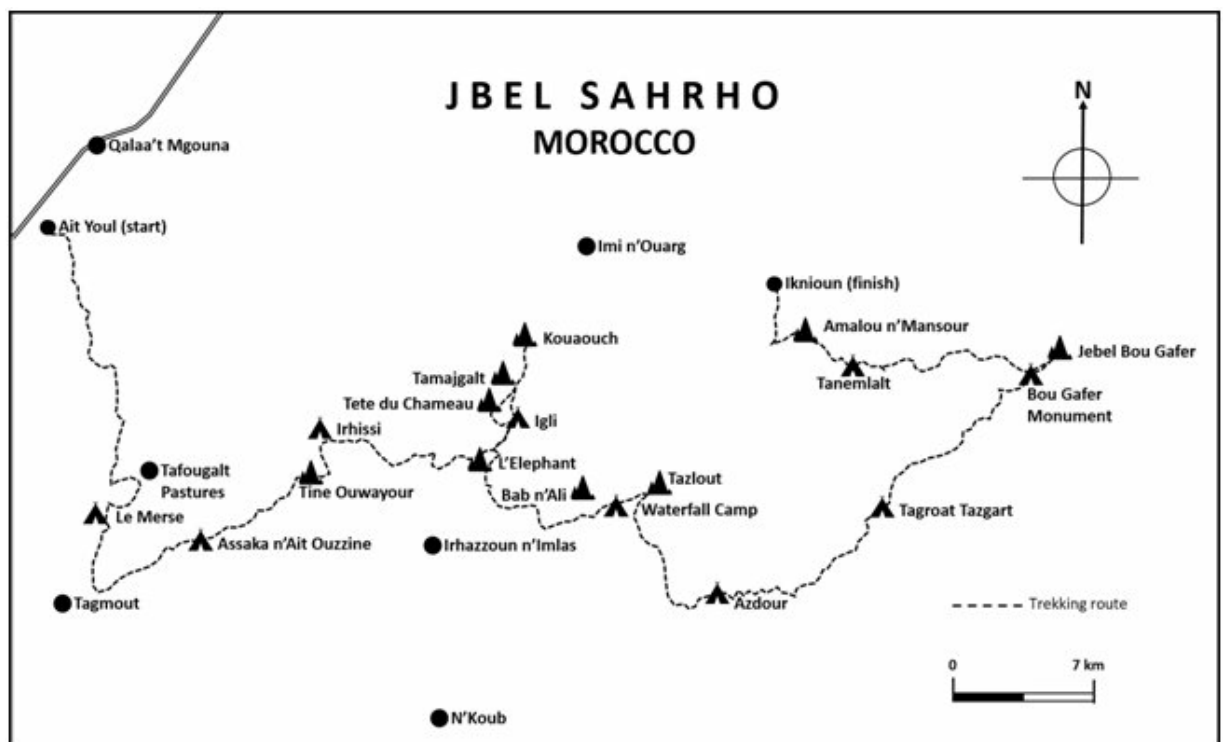 JBEL SAHRHO
MOROCCO
N
Qalaa't Mgouna
Ait Youl (start)
Imi n'Ouarg
Iknioun (finish)
Amalou n'Mansour
Kouaouch
Jebel Bou Gafer
Tamajgalt
Tanemlalt
Bou Gafer
Monument
Tete du Chameau
Igli
Irhissi
L'Elephant
Tafougalt
Pastures
Tine Ouwayour
Bab n'Ali
Tazlout
Le Merse
Waterfall Camp
Tagroat Tazgart
Assaka n'Ait Ouzzine
Irhazzoun n'Imlas
Tagmout
Azdour
Trekking route
0
7 km
N'Koub